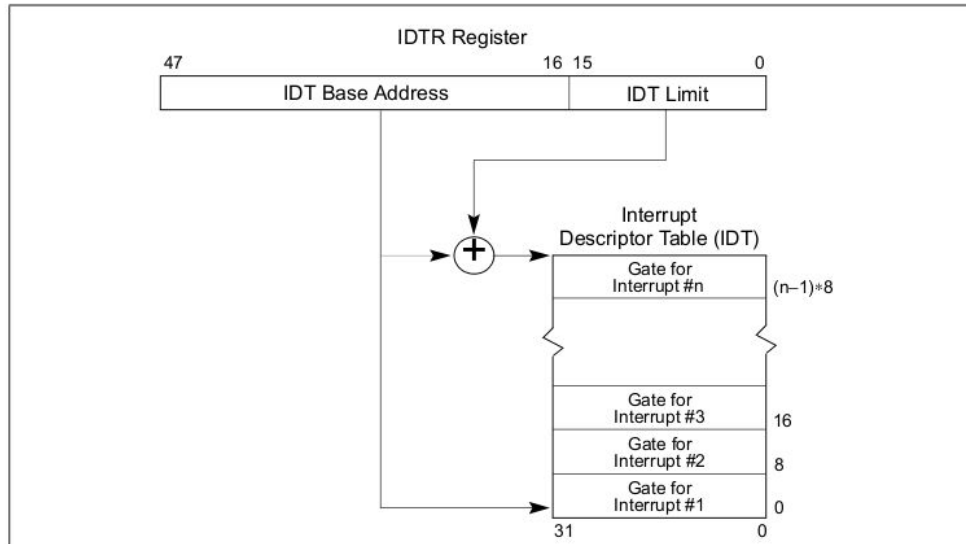 IDTR Register
47 16 15 0
IDT Base Address IDT Limit
+
Interrupt
Descriptor Table (IDT)
Gate for
Interrupt #n
(n–1)∗8
Gate for
Interrupt #3
16
Gate for
Interrupt #2
8
Gate for
Interrupt #1
0
31 0